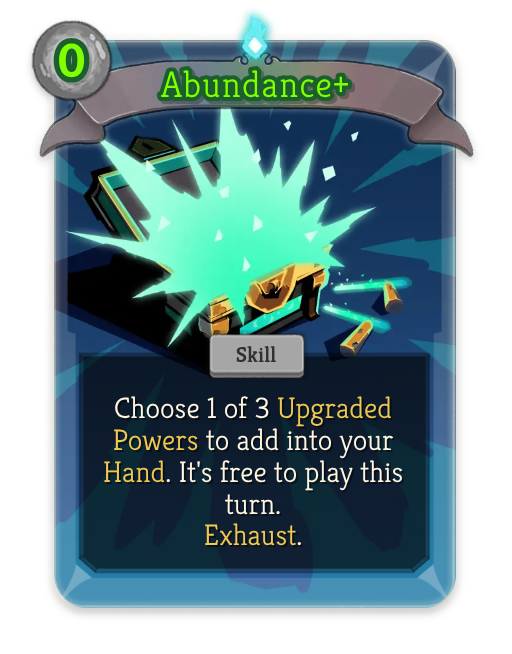 0
Abundance+
Skill
Choose 1 of 3 Upgraded
Powers to add into your
Hand. It's free to play this
turn.
Exhaust.